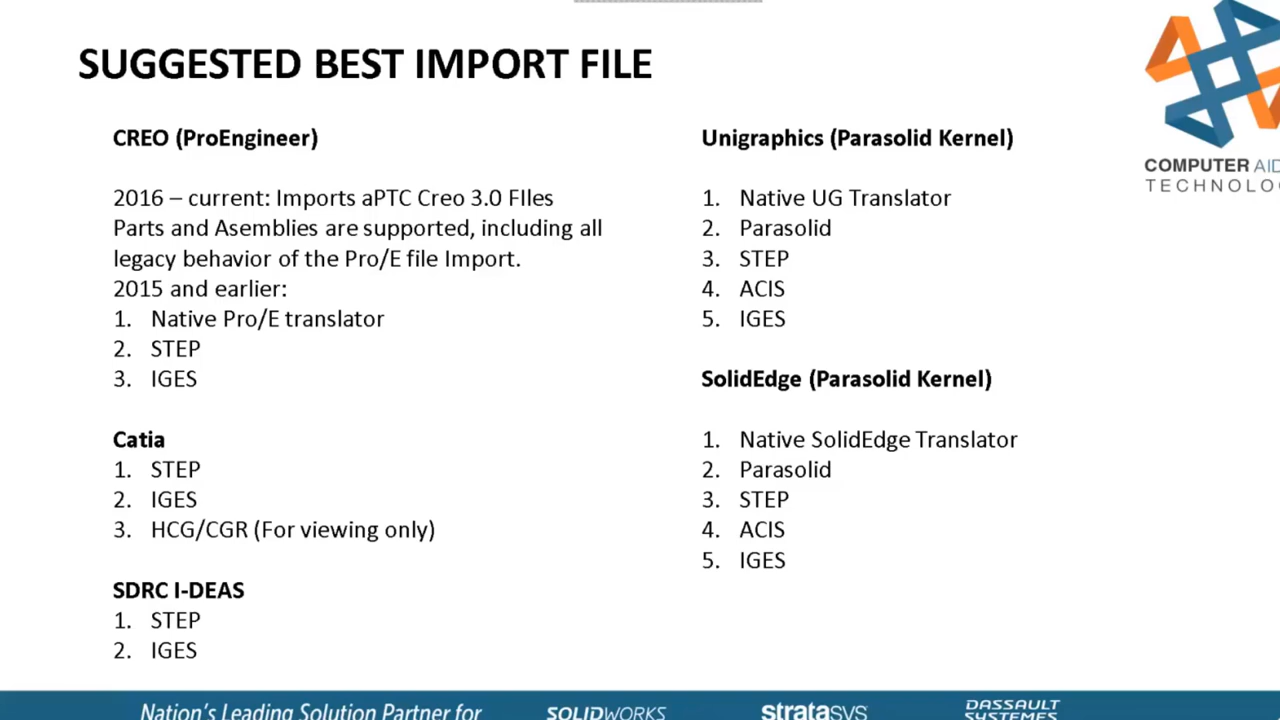 SUGGESTED BEST IMPORT FILE
CREO (ProEngineer)
2016 – current: Imports aPTC Creo 3.0 FIles
Parts and Asemblies are supported, including all
legacy behavior of the Pro/E file Import.
2015 and earlier:
1. Native Pro/E translator
2. STEP
3. IGES
Catia
1. STEP
2. IGES
3. HCG/CGR (For viewing only)
SDRC I-DEAS
1. STEP
2. IGES
Unigraphics (Parasolid Kernel)
1. Native UG Translator
2. Parasolid
3. STEP
4. ACIS
5. IGES
SolidEdge (Parasolid Kernel)
1. Native SolidEdge Translator
2. Parasolid
3. STEP
4. ACIS
5. IGES
COMPUTER AID
TECHNOLO
Nation's Leading Solution Partner for
SOLIDWORKS
stratasys
DASSAULT
SYSTEMES